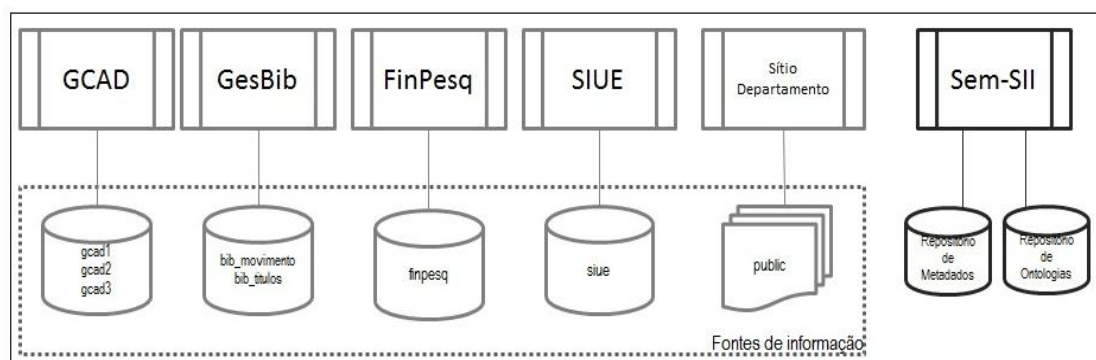 GCAD
GesBib
FinPesq
SIUE
Sítio
Departamento
Sem-SII
gcad1
gcad2
gcad3
bib_movimento
bib_titulos
finpesq
siue
public
Repositório
de
Metadados
Repositório
de
Ontologias
Fontes de informação